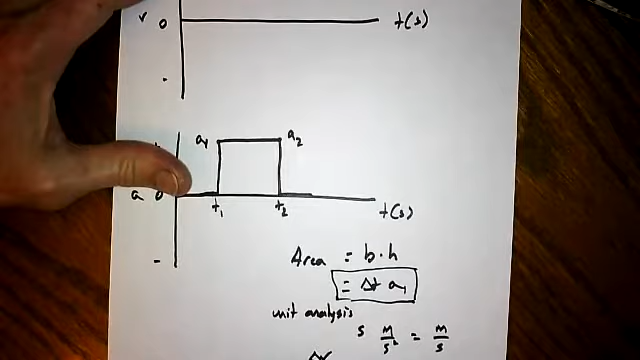 v 0 t(s)
-
a₁ a₂
a 0
t₁ t₂ t(s)
-
Area = b·h
= Δt a₁
unit analysis
s m/s² = m/s